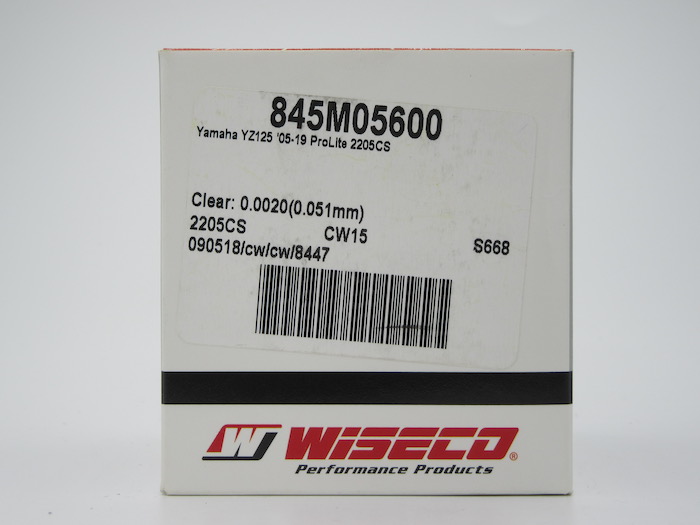 845M05600
Yamaha YZ125 '05-19 ProLite 2205CS
Clear: 0.0020(0.051mm)
2205CS CW15 S668
090518/cw/cw/8447
W WISECO®
Performance Products